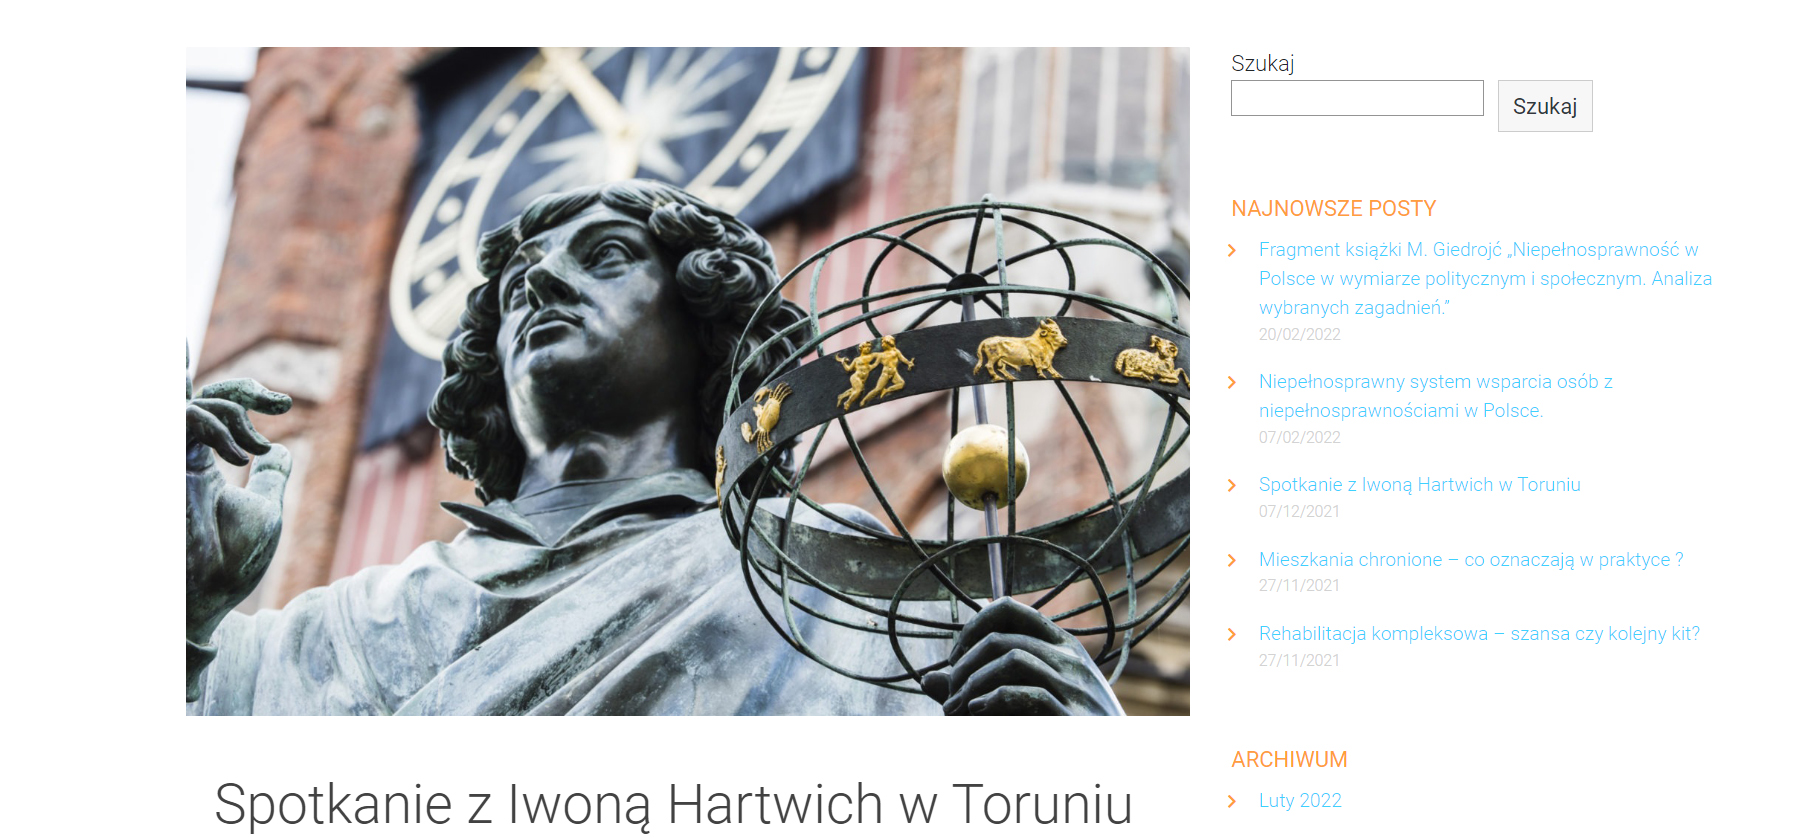 Szukaj
Szukaj
NAJNOWSZE POSTY
Fragment książki M. Giedrojć „Niepełnosprawność w
Polsce w wymiarze politycznym i społecznym. Analiza
wybranych zagadnień.”
20/02/2022
Niepełnosprawny system wsparcia osób z
niepełnosprawnościami w Polsce.
07/02/2022
Spotkanie z Iwoną Hartwich w Toruniu
07/12/2021
Mieszkania chronione – co oznaczają w praktyce ?
27/11/2021
Rehabilitacja kompleksowa – szansa czy kolejny kit?
27/11/2021
ARCHIWUM
Luty 2022
Spotkanie z Iwoną Hartwich w Toruniu